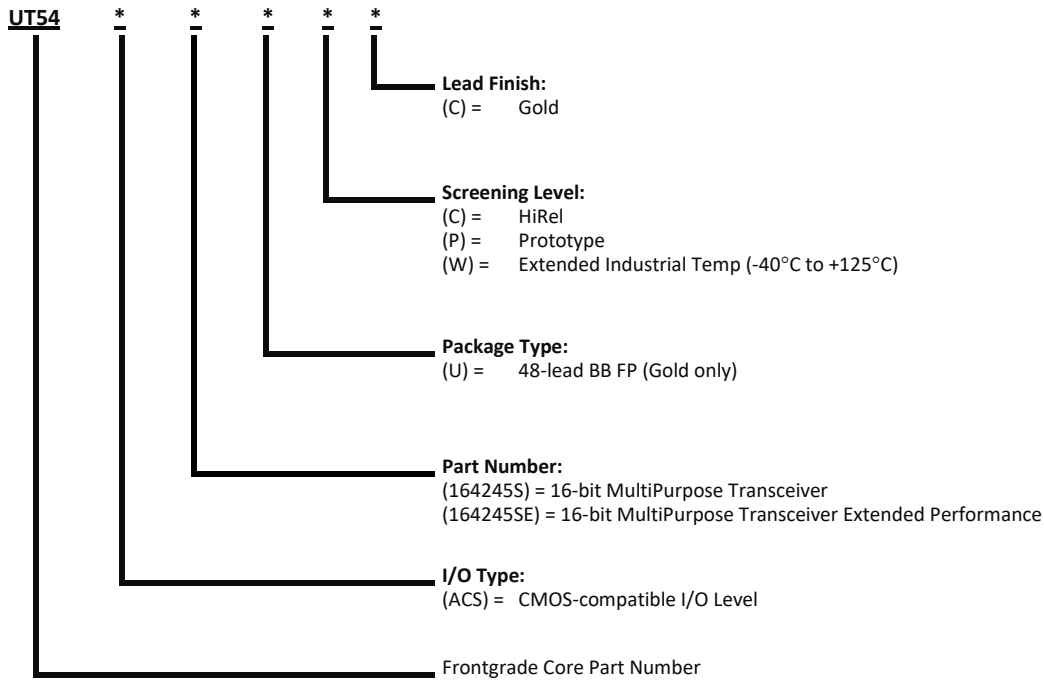 UT54 * * * * *
Lead Finish:
(C) = Gold
Screening Level:
(C) = HiRel
(P) = Prototype
(W) = Extended Industrial Temp (-40°C to +125°C)
Package Type:
(U) = 48-lead BB FP (Gold only)
Part Number:
(164245S) = 16-bit MultiPurpose Transceiver
(164245SE) = 16-bit MultiPurpose Transceiver Extended Performance
I/O Type:
(ACS) = CMOS-compatible I/O Level
Frontgrade Core Part Number